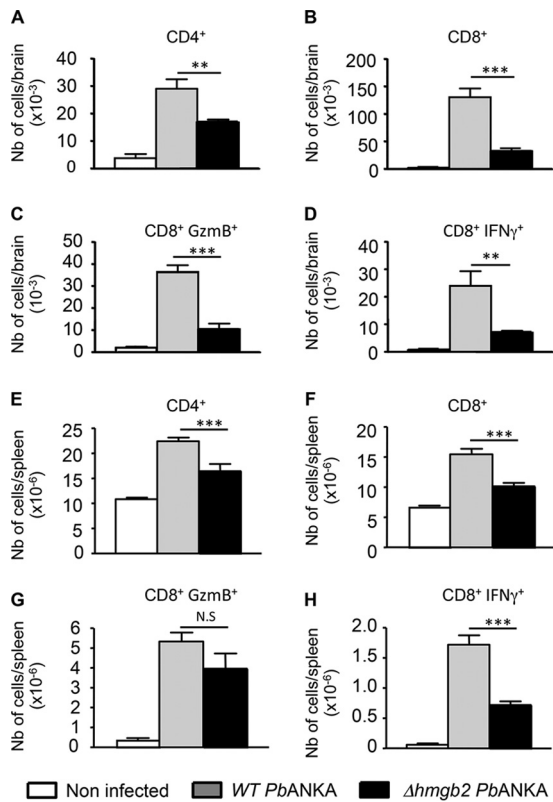 A
CD4⁺
Nb of cells/brain
(x10⁻³)
40
30
20
10
0
**
B
CD8⁺
Nb of cells/brain
(x10⁻³)
200
150
100
50
0
***
C
CD8⁺ GzmB⁺
Nb of cells/brain
(10⁻³)
50
40
30
20
10
0
***
D
CD8⁺ IFNγ⁺
Nb of cells/brain
(10⁻³)
40
30
20
10
0
**
E
CD4⁺
Nb of cells/spleen
(x10⁻⁶)
25
20
15
10
5
0
***
F
CD8⁺
Nb of cells/spleen
(x10⁻⁶)
20
15
10
5
0
***
G
CD8⁺ GzmB⁺
Nb of cells/spleen
(x10⁻⁶)
6
5
4
3
2
1
0
N.S
H
CD8⁺ IFNγ⁺
Nb of cells/spleen
(x10⁻⁶)
2.0
1.5
1.0
0.5
0
***
Non infected WT PbANKA Δhmgb2 PbANKA